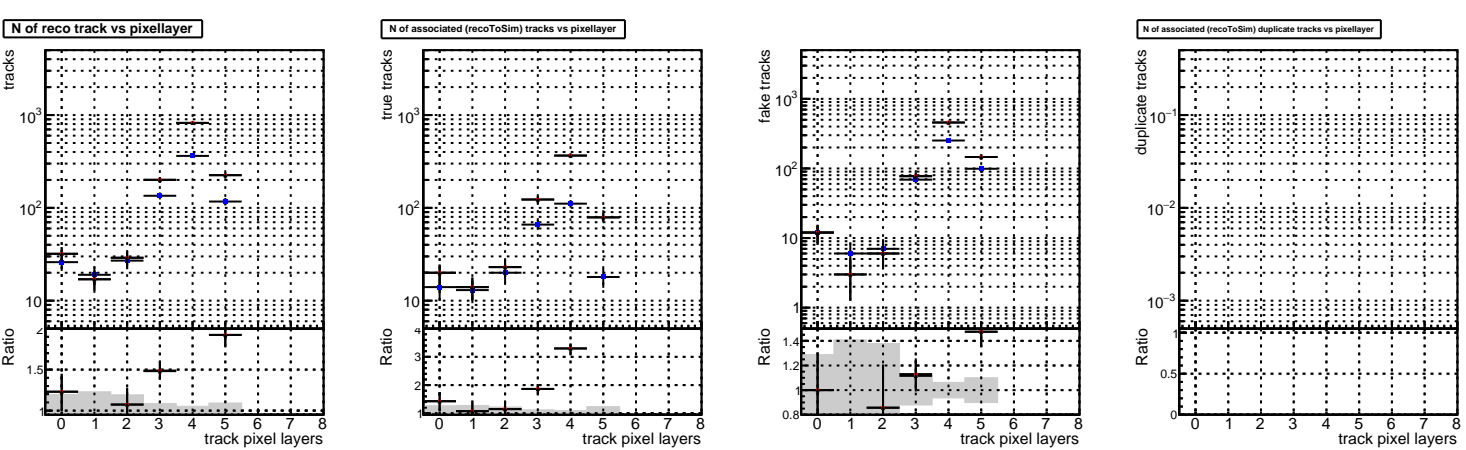 N of reco track vs pixellayer
tracks
10³
10²
10
Ratio
2
1.5
1
0 1 2 3 4 5 6 7 8
track pixel layers
N of associated (recoToSim) tracks vs pixellayer
true tracks
10³
10²
10
Ratio
4
3
2
1
0 1 2 3 4 5 6 7 8
track pixel layers
fake tracks
10³
10²
10
1
Ratio
1.4
1.2
1
0.8
0 1 2 3 4 5 6 7 8
track pixel layers
N of associated (recoToSim) duplicate tracks vs pixellayer
duplicate tracks
10⁻¹
10⁻²
10⁻³
Ratio
1
0.5
0
0 1 2 3 4 5 6 7 8
track pixel layers